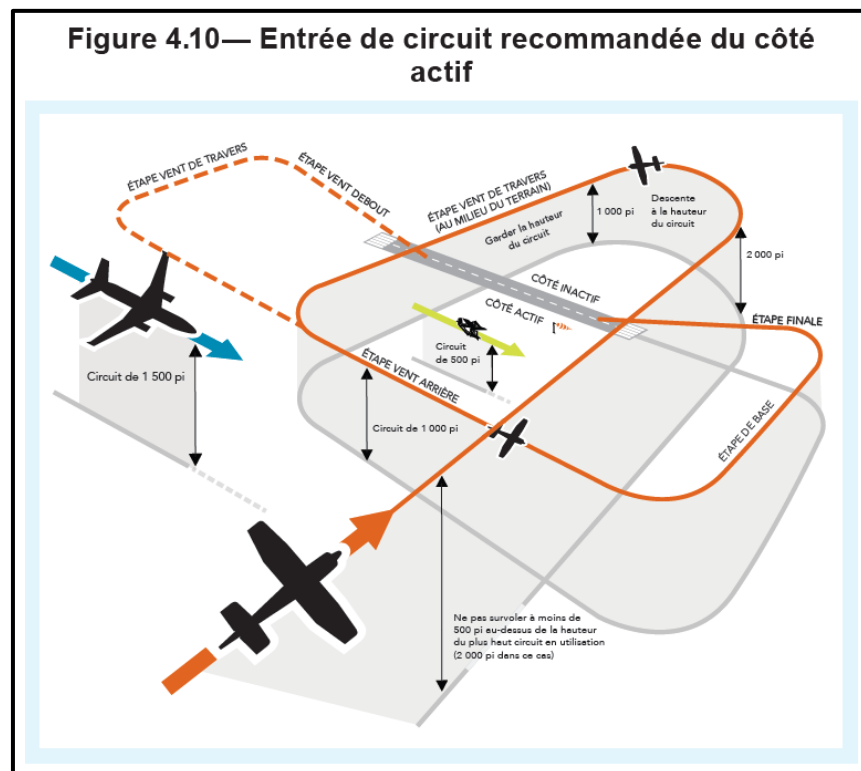 Figure 4.10— Entrée de circuit recommandée du côté
actif
ÉTAPE VENT DE TRAVERS
ÉTAPE VENT DEBOUT
ÉTAPE VENT DE TRAVERS
(AU MILIEU DU TERRAIN)
Garder la hauteur
du circuit
1 000 pi
Descente
à la hauteur
du circuit
2 000 pi
CÔTÉ INACTIF
CÔTÉ ACTIF
ÉTAPE FINALE
Circuit
de 500 pi
Circuit de 1 500 pi
ÉTAPE VENT ARRIÈRE
Circuit de 1 000 pi
ÉTAPE DE BASE
Ne pas survoler à moins de
500 pi au-dessus de la hauteur
du plus haut circuit en utilisation
(2 000 pi dans ce cas)